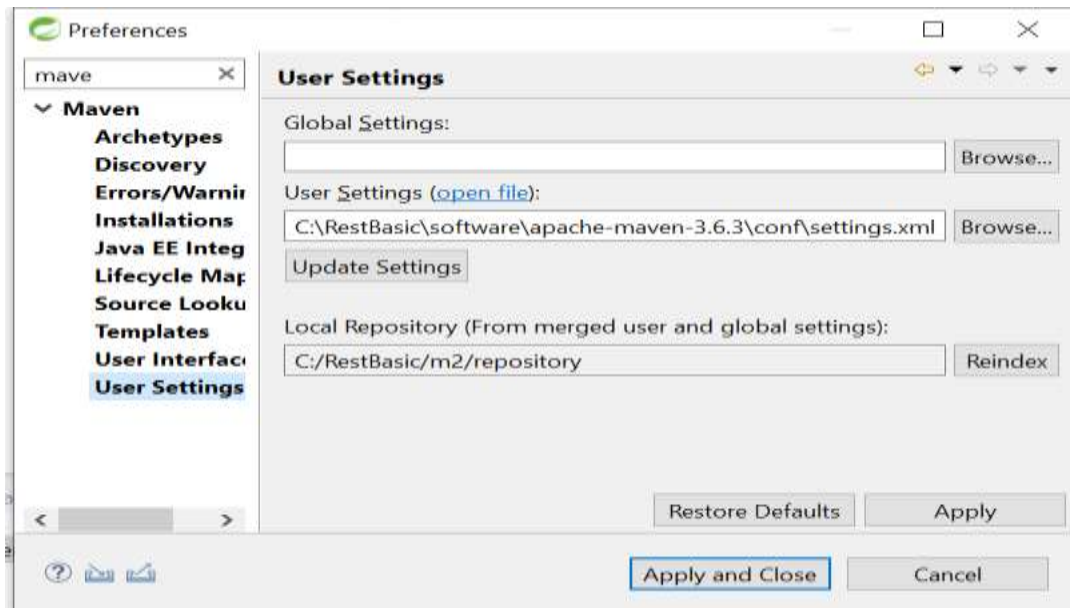 Preferences
mave
User Settings
Maven
Archetypes
Discovery
Errors/Warnin
Installations
Java EE Integ
Lifecycle Map
Source Looku
Templates
User Interface
User Settings
Global Settings:
Browse...
User Settings (open file):
C:\RestBasic\software\apache-maven-3.6.3\conf\settings.xml
Browse...
Update Settings
Local Repository (From merged user and global settings):
C:/RestBasic/m2/repository
Reindex
Restore Defaults
Apply
Apply and Close
Cancel